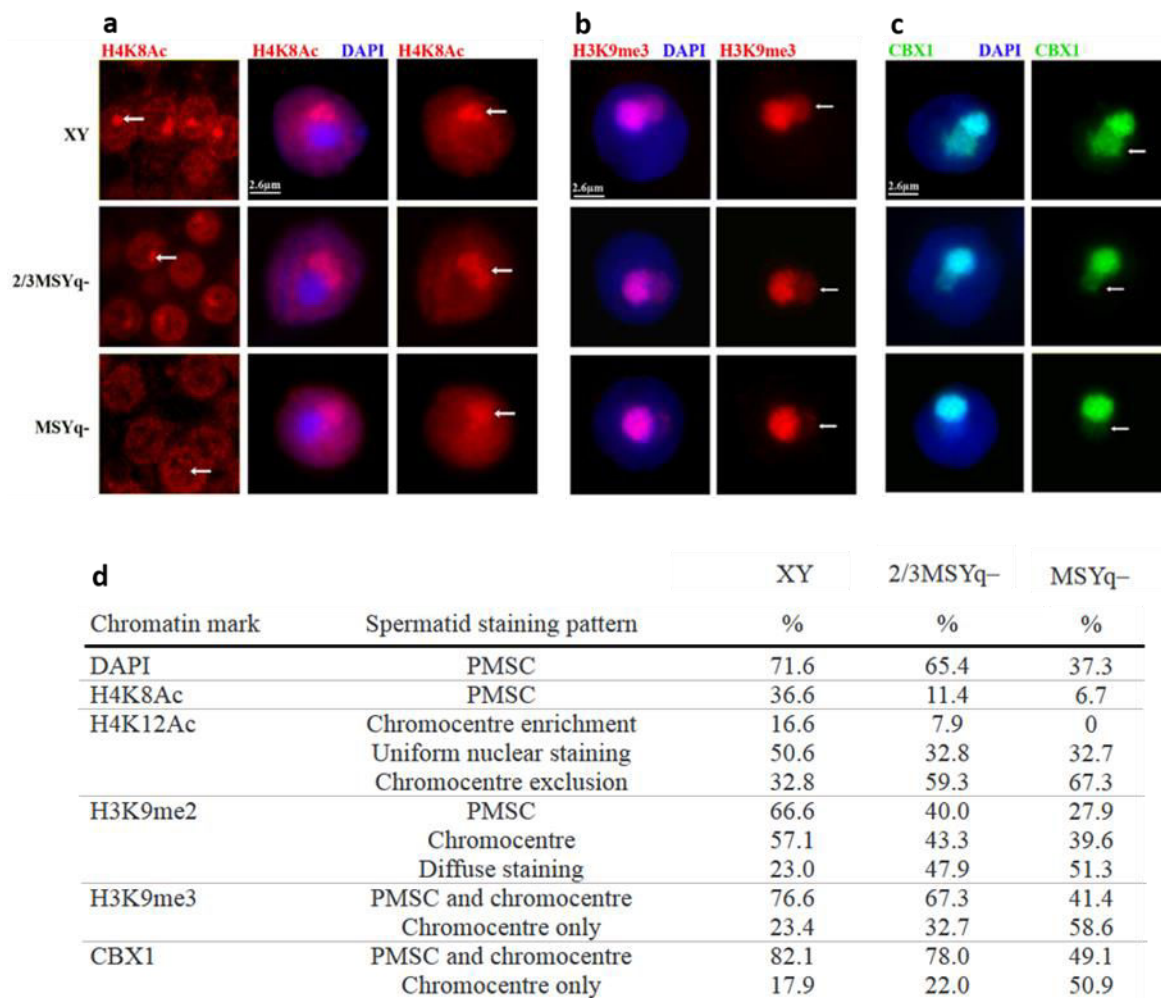 a
b
c
H4K8Ac
H4K8Ac DAPI
H4K8Ac
H3K9me3 DAPI
H3K9me3
CBX1 DAPI
CBX1
XY
2.6µm
2.6µm
2.6µm
2/3MSYq-
MSYq-
d
XY 2/3MSYq– MSYq–
Chromatin mark Spermatid staining pattern % % %
DAPI PMSC 71.6 65.4 37.3
H4K8Ac PMSC 36.6 11.4 6.7
H4K12Ac Chromocentre enrichment 16.6 7.9 0
Uniform nuclear staining 50.6 32.8 32.7
Chromocentre exclusion 32.8 59.3 67.3
H3K9me2 PMSC 66.6 40.0 27.9
Chromocentre 57.1 43.3 39.6
Diffuse staining 23.0 47.9 51.3
H3K9me3 PMSC and chromocentre 76.6 67.3 41.4
Chromocentre only 23.4 32.7 58.6
CBX1 PMSC and chromocentre 82.1 78.0 49.1
Chromocentre only 17.9 22.0 50.9